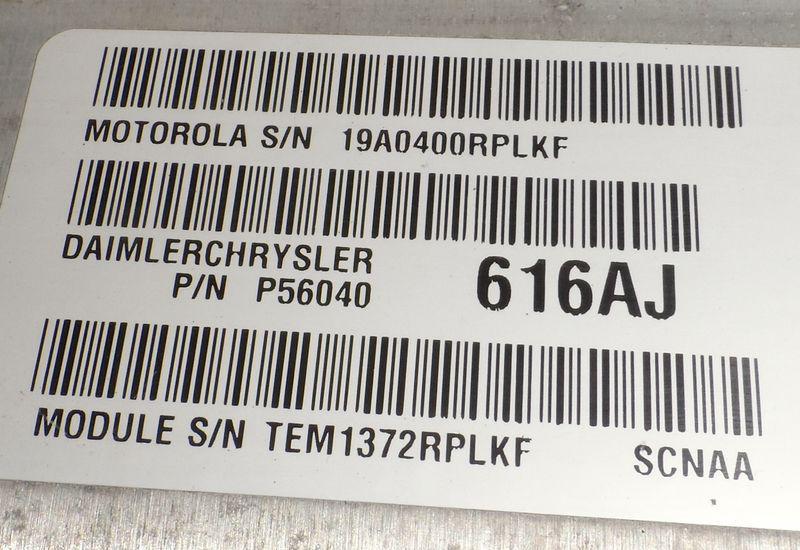 MOTOROLA S/N 19A0400RPLKF
DAIMLERCHRYSLER
P/N P56040 616AJ
MODULE S/N TEM1372RPLKF SCNAA